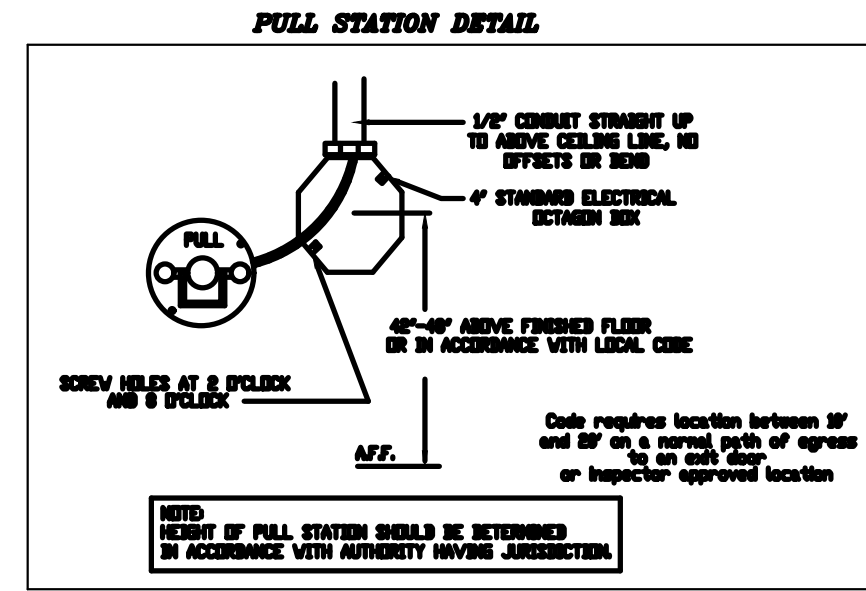 PULL STATION DETAIL
1/2" CONDUIT STRAIGHT UP
TO ABOVE CEILING LINE, NO
OFFSETS OR BEND
4" STANDARD ELECTRICAL
OCTAGON BOX
PULL
42"-48" ABOVE FINISHED FLOOR
OR IN ACCORDANCE WITH LOCAL CODE
SCREW HOLES AT 2 O'CLOCK
AND 8 O'CLOCK
A.F.F.
Code requires location between
and on a normal path of egress
to an exit door
or inspector approved location
NOTE:
HEIGHT OF PULL STATION SHOULD BE DETERMINED
IN ACCORDANCE WITH AUTHORITY HAVING JURISDICTION.